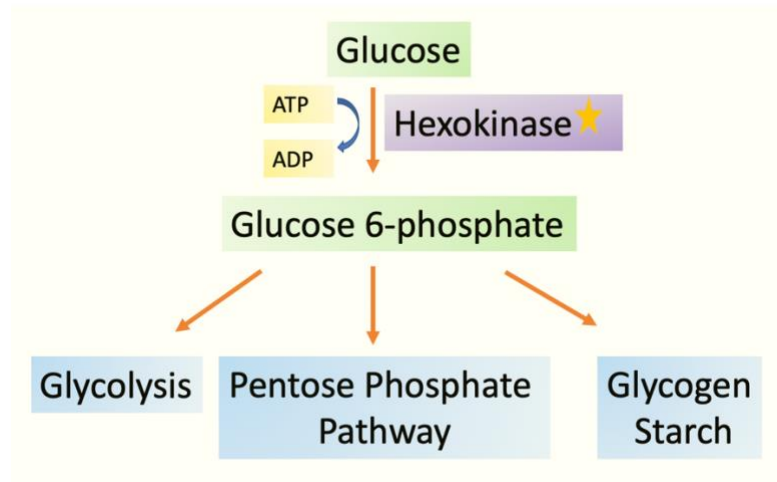 Glucose
ATP
Hexokinase
ADP
Glucose 6-phosphate
Glycolysis
Pentose Phosphate
Pathway
Glycogen
Starch